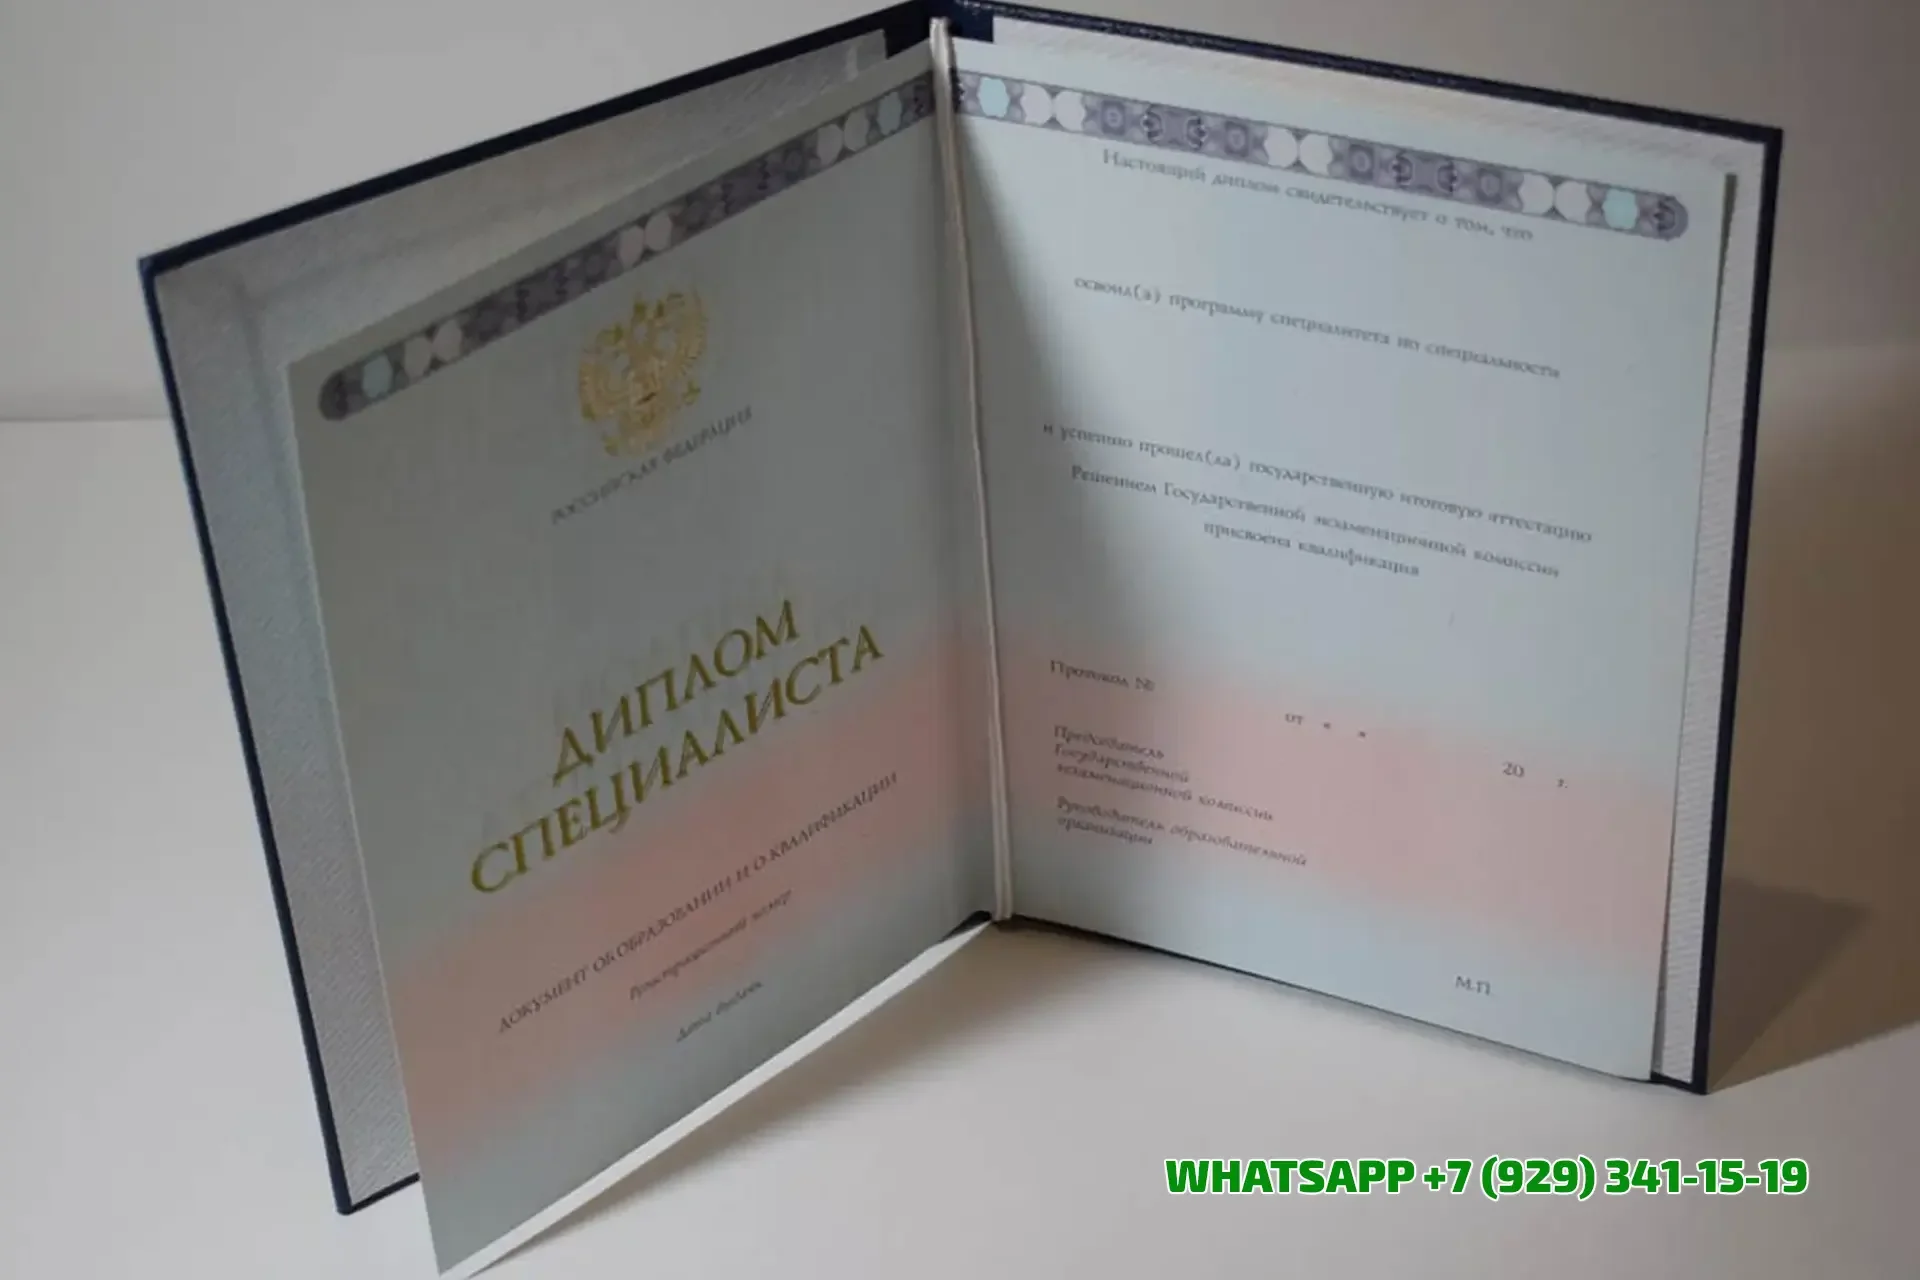 РОССИЙСКАЯ ФЕДЕРАЦИЯ
ДИПЛОМ
СПЕЦИАЛИСТА
ДОКУМЕНТ ОБ ОБРАЗОВАНИИ И О КВАЛИФИКАЦИИ
Регистрационный номер
Дата выдачи
Настоящий диплом свидетельствует о том, что
освоил(а) программу специалитета по специальности
и успешно прошел(ла) государственную итоговую аттестацию
Решением Государственной экзаменационной комиссии
присвоена квалификация
Протокол №
от « »
20 г.
Председатель
Государственной
экзаменационной комиссии
Руководитель образовательной
организации
М.П.
WHATSAPP +7 (929) 341-15-19